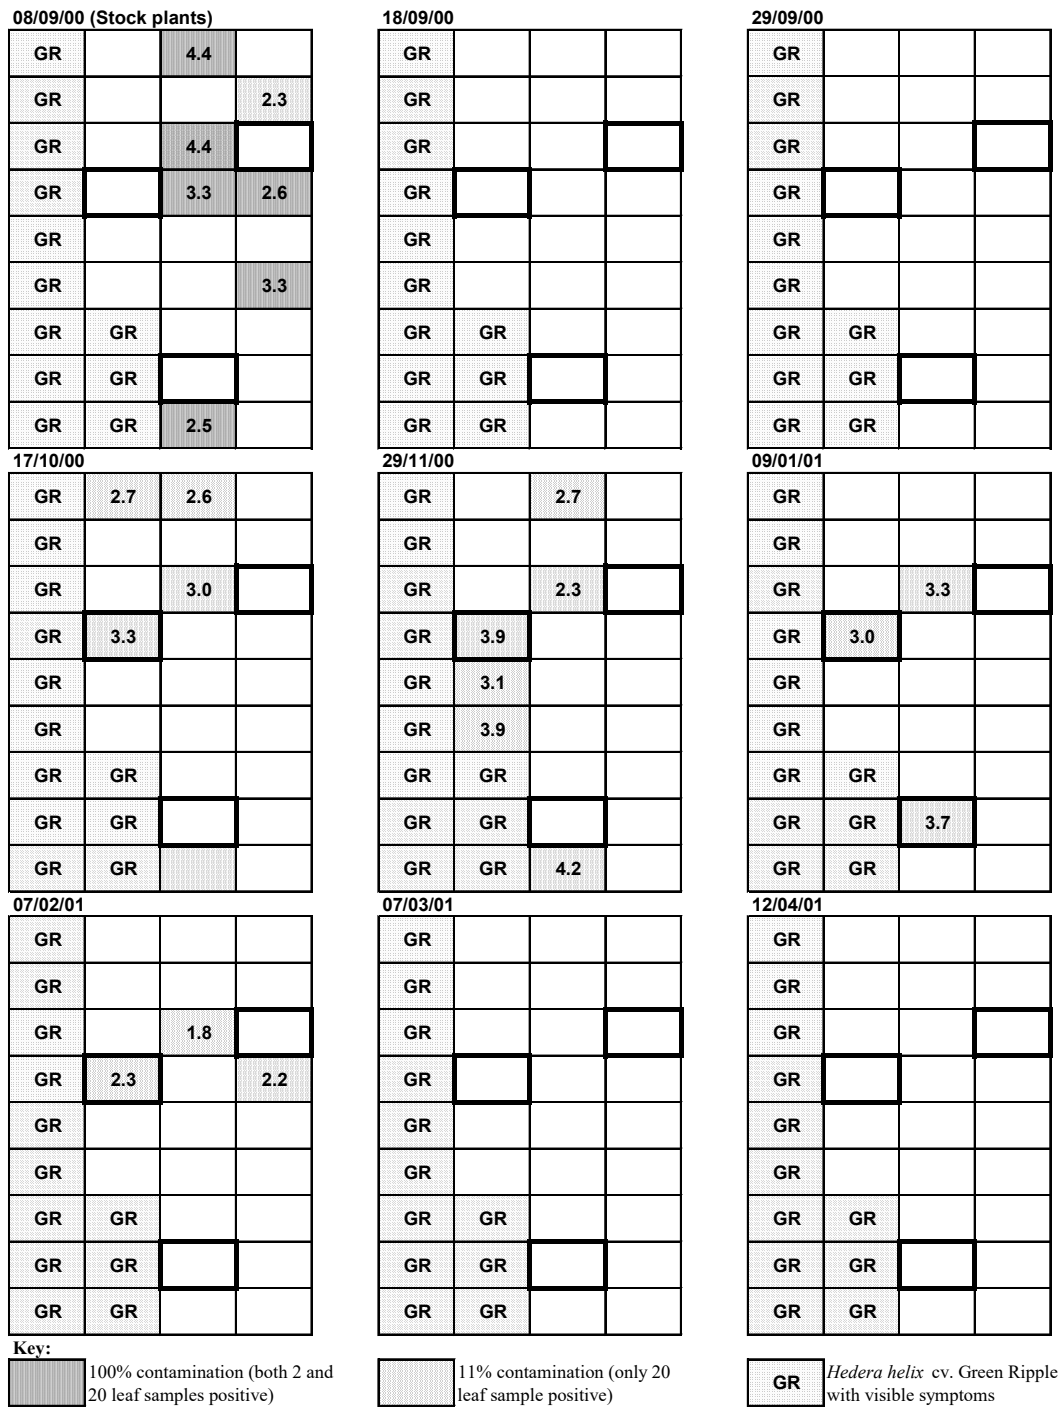 08/09/00 (Stock plants) 18/09/00 29/09/00
GR 4.4 GR GR
GR 2.3 GR GR
GR 4.4 GR GR
GR 3.3 2.6 GR GR
GR GR GR
GR 3.3 GR GR
GR GR GR GR GR GR
GR GR GR GR GR GR
GR GR 2.5 GR GR GR GR
17/10/00 29/11/00 09/01/01
GR 2.7 2.6 GR 2.7 GR
GR GR GR
GR 3.0 GR 2.3 GR 3.3
GR 3.3 GR 3.9 GR 3.0
GR GR 3.1 GR
GR GR 3.9 GR
GR GR GR GR GR GR
GR GR GR GR GR GR 3.7
GR GR GR GR 4.2 GR GR
07/02/01 07/03/01 12/04/01
GR GR GR
GR GR GR
GR 1.8 GR GR
GR 2.3 2.2 GR GR
GR GR GR
GR GR GR
GR GR GR GR GR GR
GR GR GR GR GR GR
GR GR GR GR GR GR
Key:
100% contamination (both 2 and 11% contamination (only 20 GR Hedera helix cv. Green Ripple
20 leaf samples positive) leaf sample positive) with visible symptoms